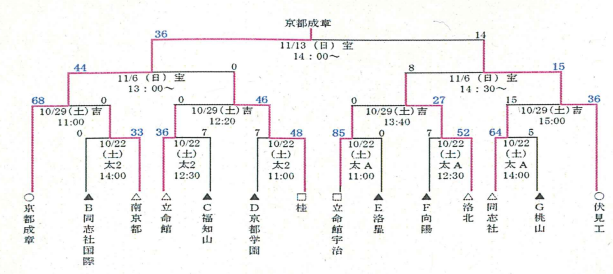 京都成章
36
14
11/13（日）宝
14：00～
44
0
8
15
11/6（日）宝
13：00～
11/6（日）宝
14：30～
68
0
0
46
0
27
15
36
10/29（土）吉
11:00
10/29（土）吉
12:20
10/29（土）吉
13:40
10/29（土）吉
15:00
0
33
36
7
7
48
85
0
7
52
64
5
10/22
（土）
太2
14:00
10/22
（土）
太2
12:30
10/22
（土）
太2
11:00
10/22
（土）
太A
11:00
10/22
（土）
太A
12:30
10/22
（土）
太A
14:00
○京都成章
▲B同志社国際
△南京都
△立命館
▲C福知山
▲D京都学園
□桂
□立命館宇治
▲E洛星
▲F向陽
△洛北
△同志社
▲G桃山
○伏見工